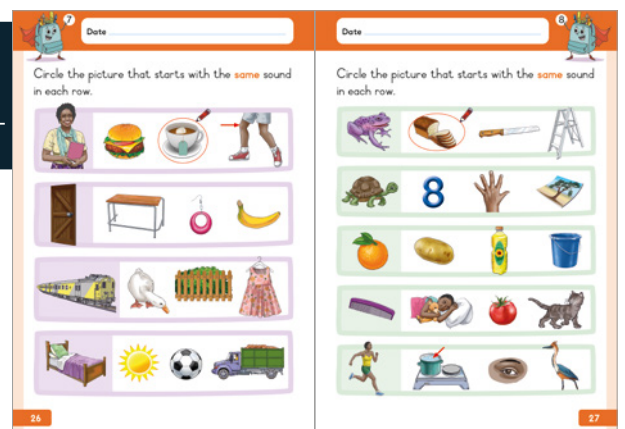 7
Date
Circle the picture that starts with the same sound
in each row.
26
8
Date
Circle the picture that starts with the same sound
in each row.
8
27